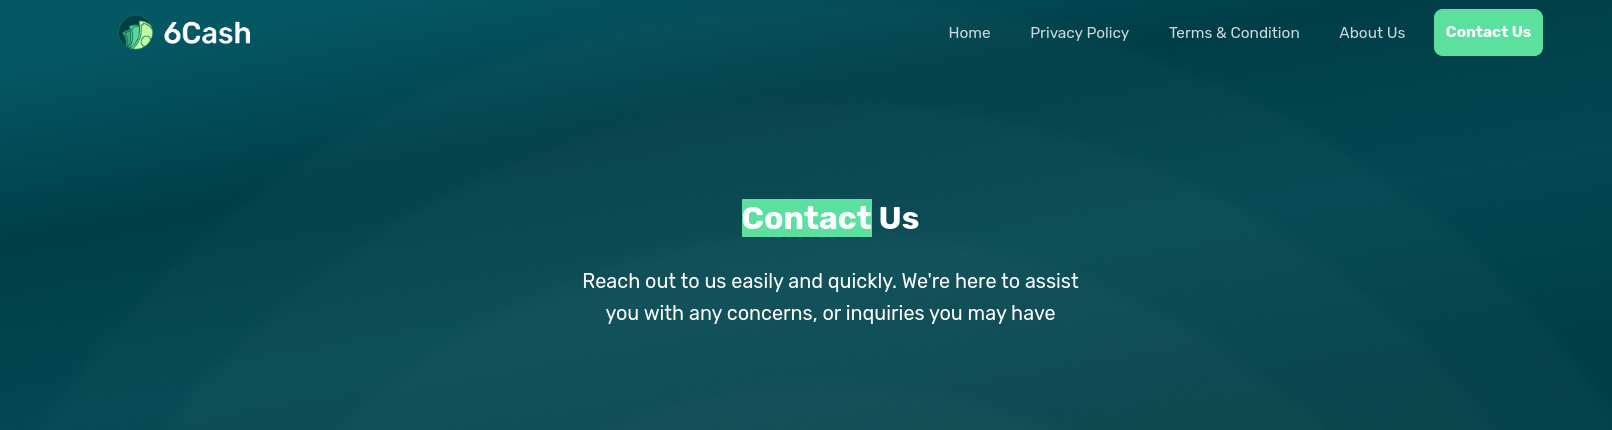 6Cash
Home
Privacy Policy
Terms & Condition
About Us
Contact Us
Contact Us
Reach out to us easily and quickly. We're here to assist
you with any concerns, or inquiries you may have